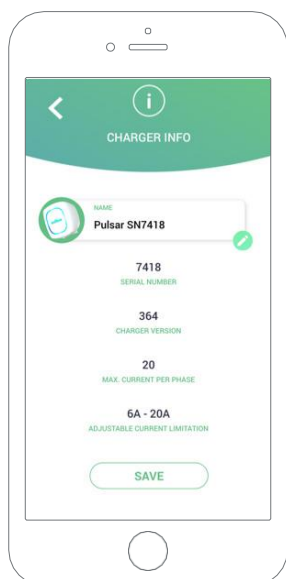 i
CHARGER INFO
NAME
Pulsar SN7418
7418
SERIAL NUMBER
364
CHARGER VERSION
20
MAX. CURRENT PER PHASE
6A - 20A
ADJUSTABLE CURRENT LIMITATION
SAVE